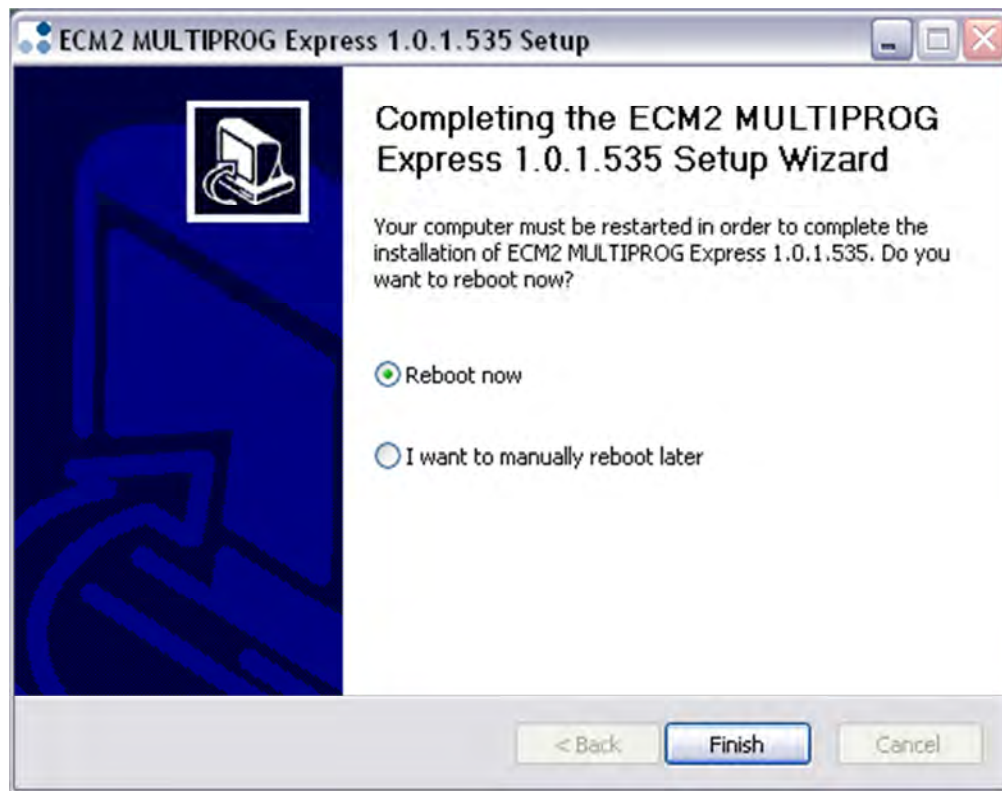 ECM2 MULTIPROG Express 1.0.1.535 Setup
Completing the ECM2 MULTIPROG
Express 1.0.1.535 Setup Wizard
Your computer must be restarted in order to complete the
installation of ECM2 MULTIPROG Express 1.0.1.535. Do you
want to reboot now?
Reboot now
I want to manually reboot later
< Back
Finish
Cancel